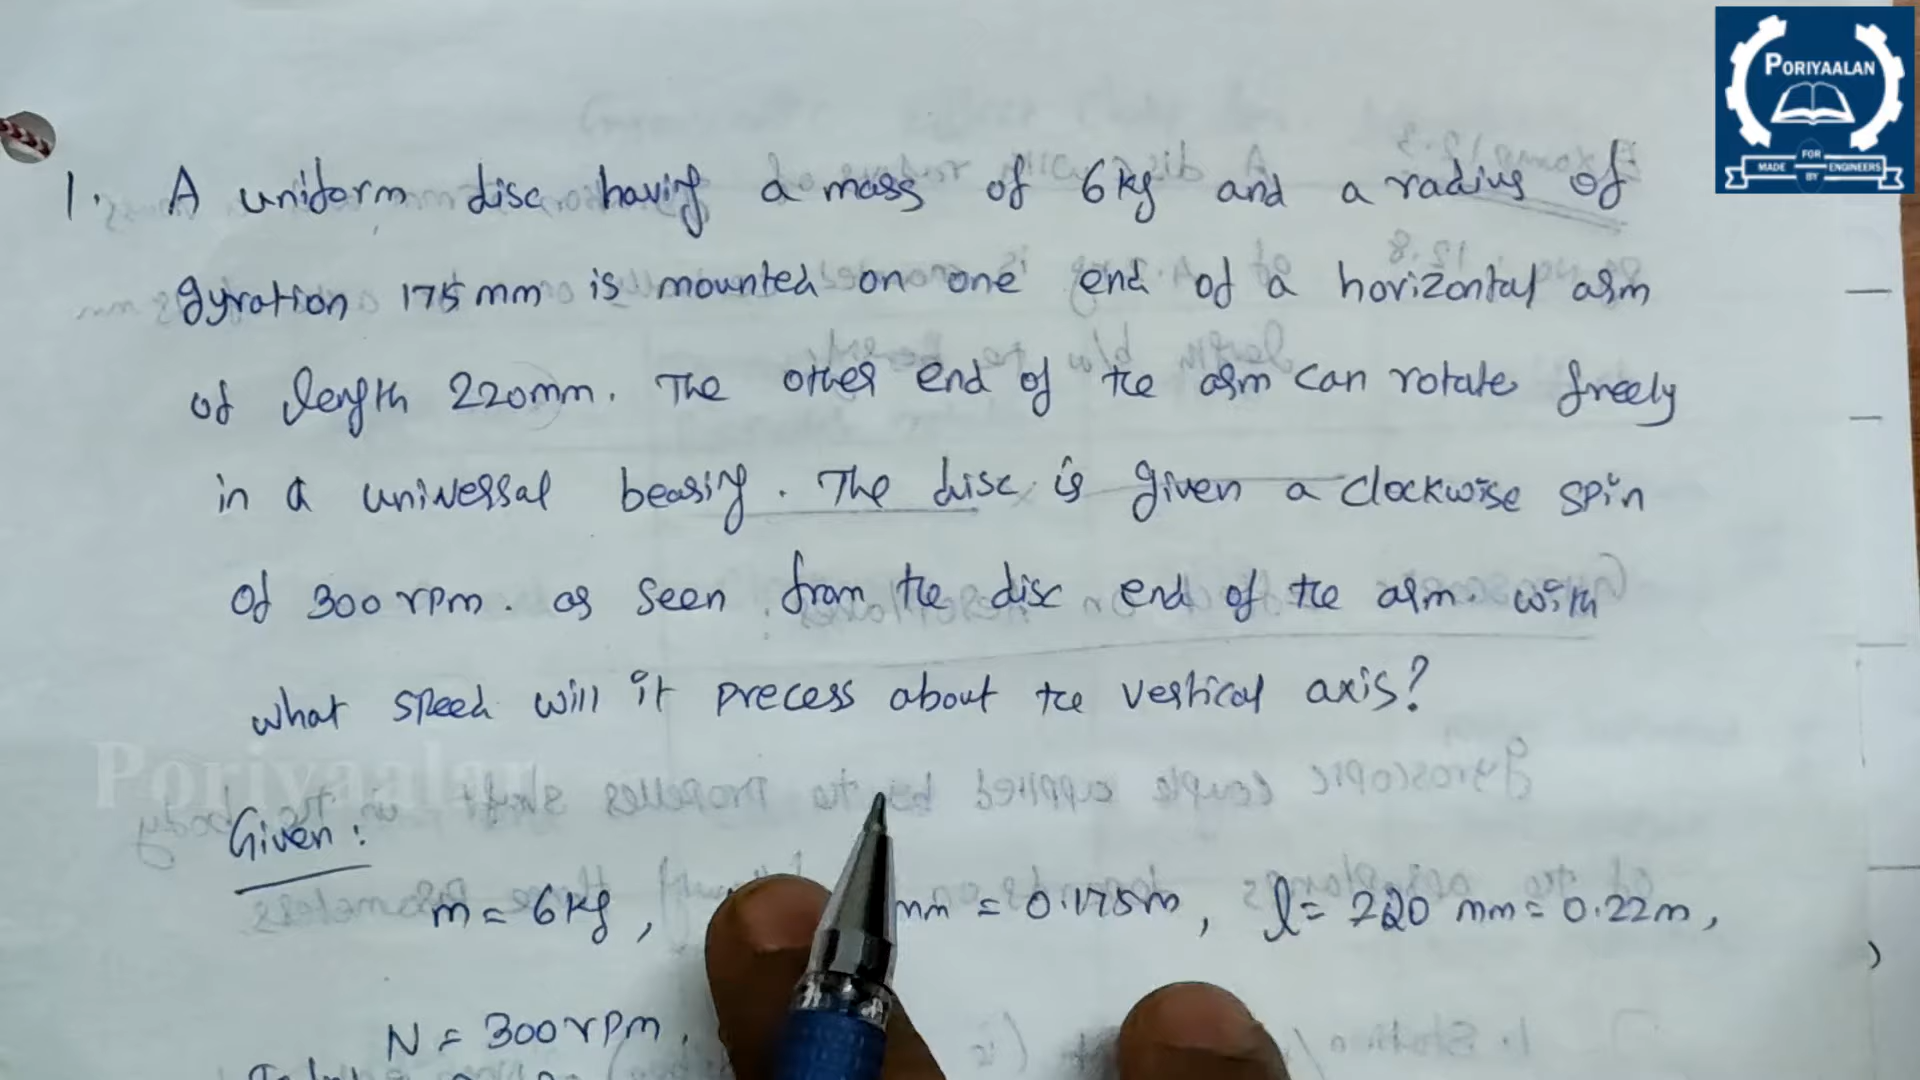 PORIYAALAN
MADE FOR BY ENGINEERS
1. A uniform disc having a mass of 6kg and a radius of
gyration 175 mm is mounted on one end of a horizontal arm
of length 220mm. The other end of the arm can rotate freely
in a universal bearing. The disc is given a clockwise spin
of 300 rpm. as seen from the disc end of the arm. with
what speed will it precess about the vertical axis?
Poriyaalan
Given:
m = 6kg, mm = 0.175m, l = 220 mm = 0.22m,
N = 300 rpm.